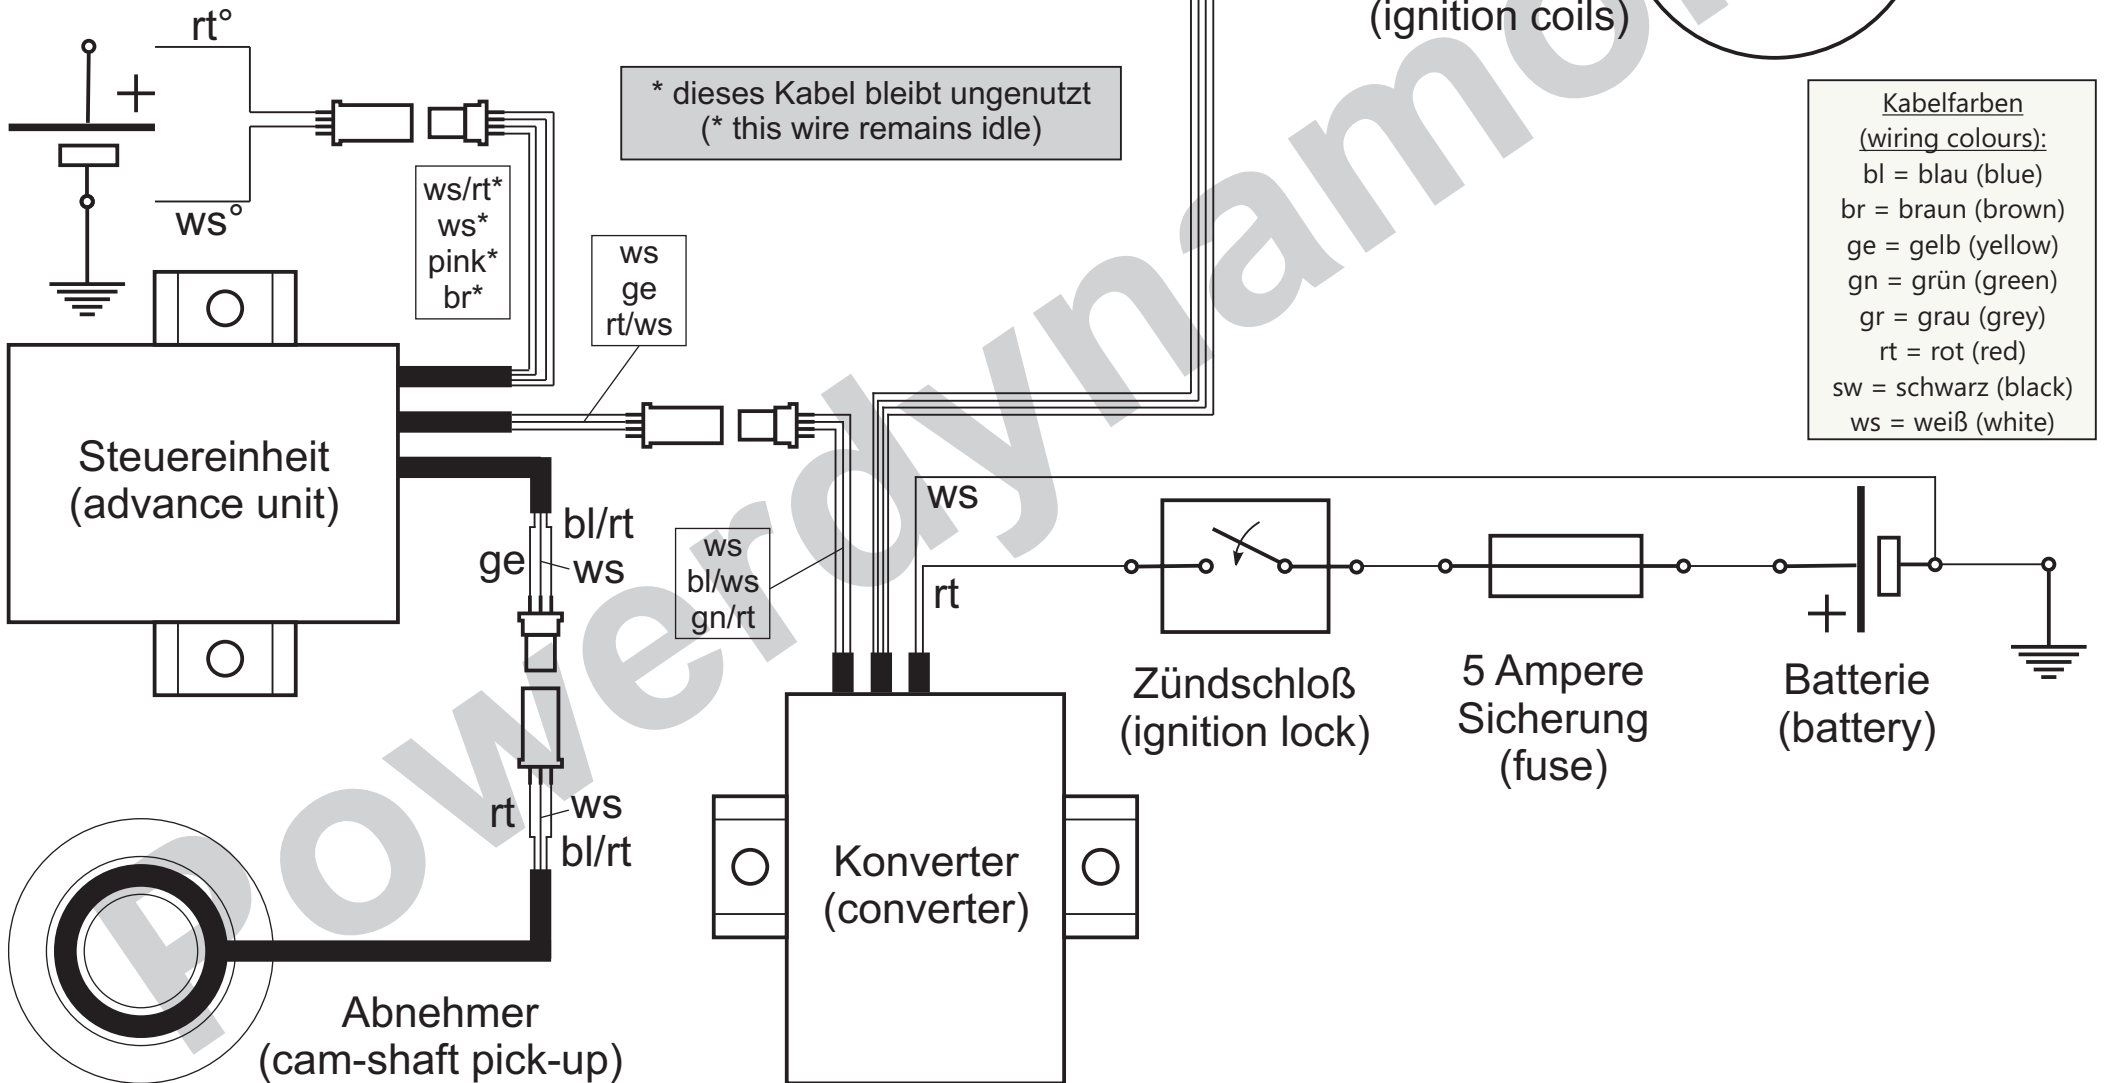 (ignition coils)
rt°
ws°
* dieses Kabel bleibt ungenutzt
(* this wire remains idle)
Kabelfarben
(wiring colours):
bl = blau (blue)
br = braun (brown)
ge = gelb (yellow)
gn = grün (green)
gr = grau (grey)
rt = rot (red)
sw = schwarz (black)
ws = weiß (white)
ws/rt*
ws*
pink*
br*
ws
ge
rt/ws
Steuereinheit
(advance unit)
bl/rt
ge
ws
ws
bl/ws
gn/rt
ws
rt
Zündschloß
(ignition lock)
5 Ampere
Sicherung
(fuse)
Batterie
(battery)
rt
ws
bl/rt
Konverter
(converter)
Abnehmer
(cam-shaft pick-up)
Powerdynamo